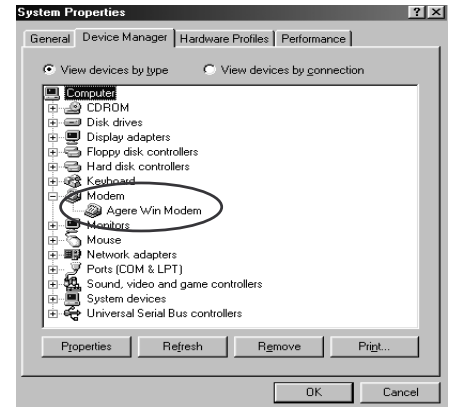 System Properties
General Device Manager Hardware Profiles Performance
View devices by type View devices by connection
Computer
CDROM
Disk drives
Display adapters
Floppy disk controllers
Hard disk controllers
Keyboard
Modem
Agere Win Modem
Monitors
Mouse
Network adapters
Ports (COM & LPT)
Sound, video and game controllers
System devices
Universal Serial Bus controllers
Properties Refresh Remove Print...
OK Cancel